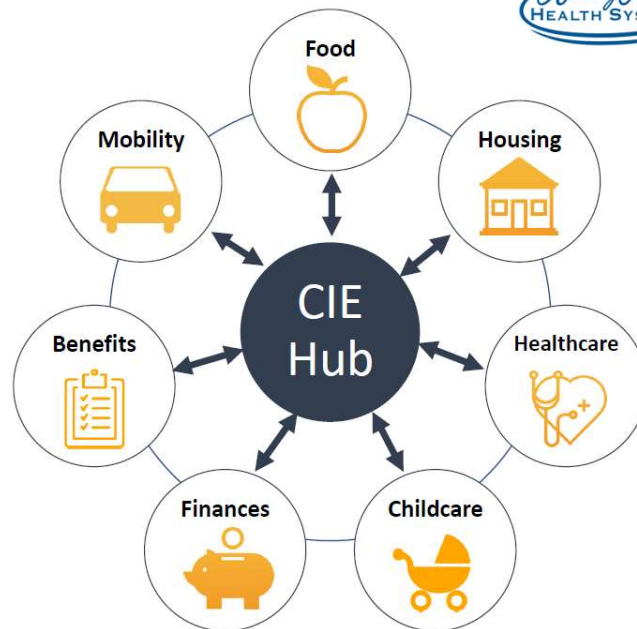 HEALTH SYS
Food
Mobility
Housing
CIE
Hub
Benefits
Healthcare
Finances
Childcare